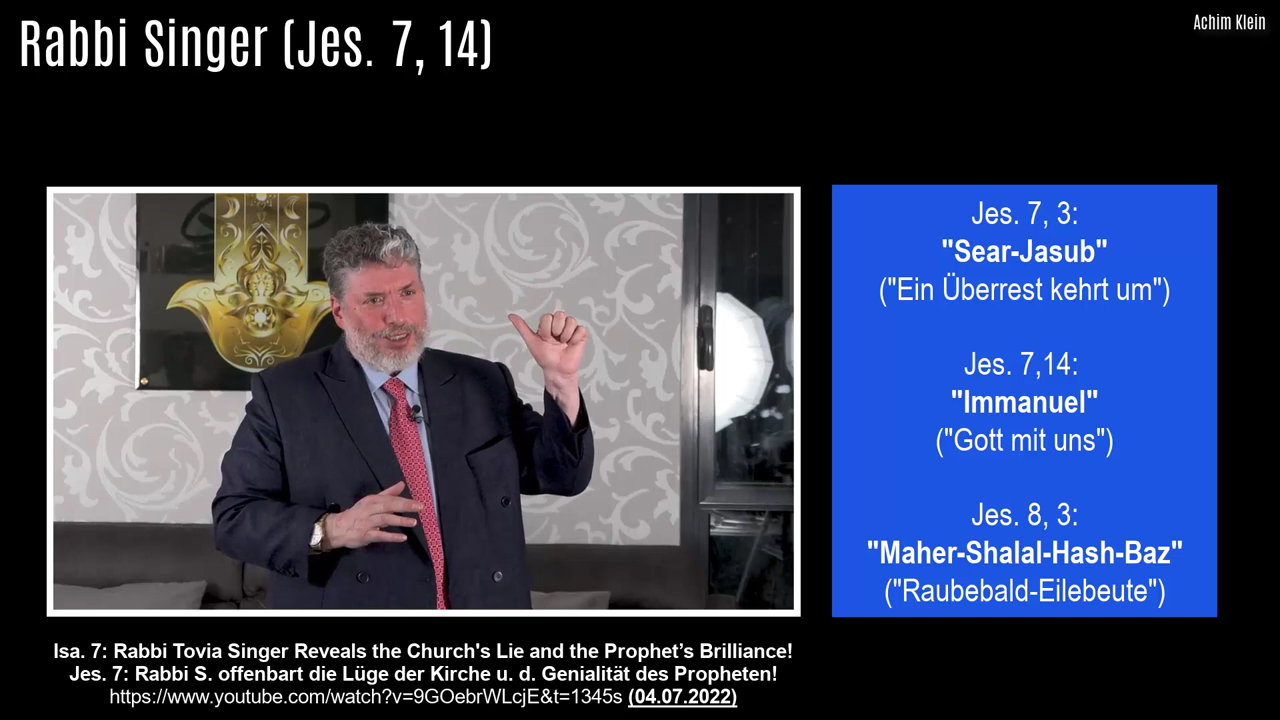 Rabbi Singer (Jes. 7, 14)
Achim Klein
Jes. 7, 3:
"Sear-Jasub"
("Ein Überrest kehrt um")
Jes. 7,14:
"Immanuel"
("Gott mit uns")
Jes. 8, 3:
"Maher-Shalal-Hash-Baz"
("Raubebald-Eilebeute")
Isa. 7: Rabbi Tovia Singer Reveals the Church's Lie and the Prophet’s Brilliance!
Jes. 7: Rabbi S. offenbart die Lüge der Kirche u. d. Genialität des Propheten!
https://www.youtube.com/watch?v=9GOebrWLcjE&t=1345s (04.07.2022)